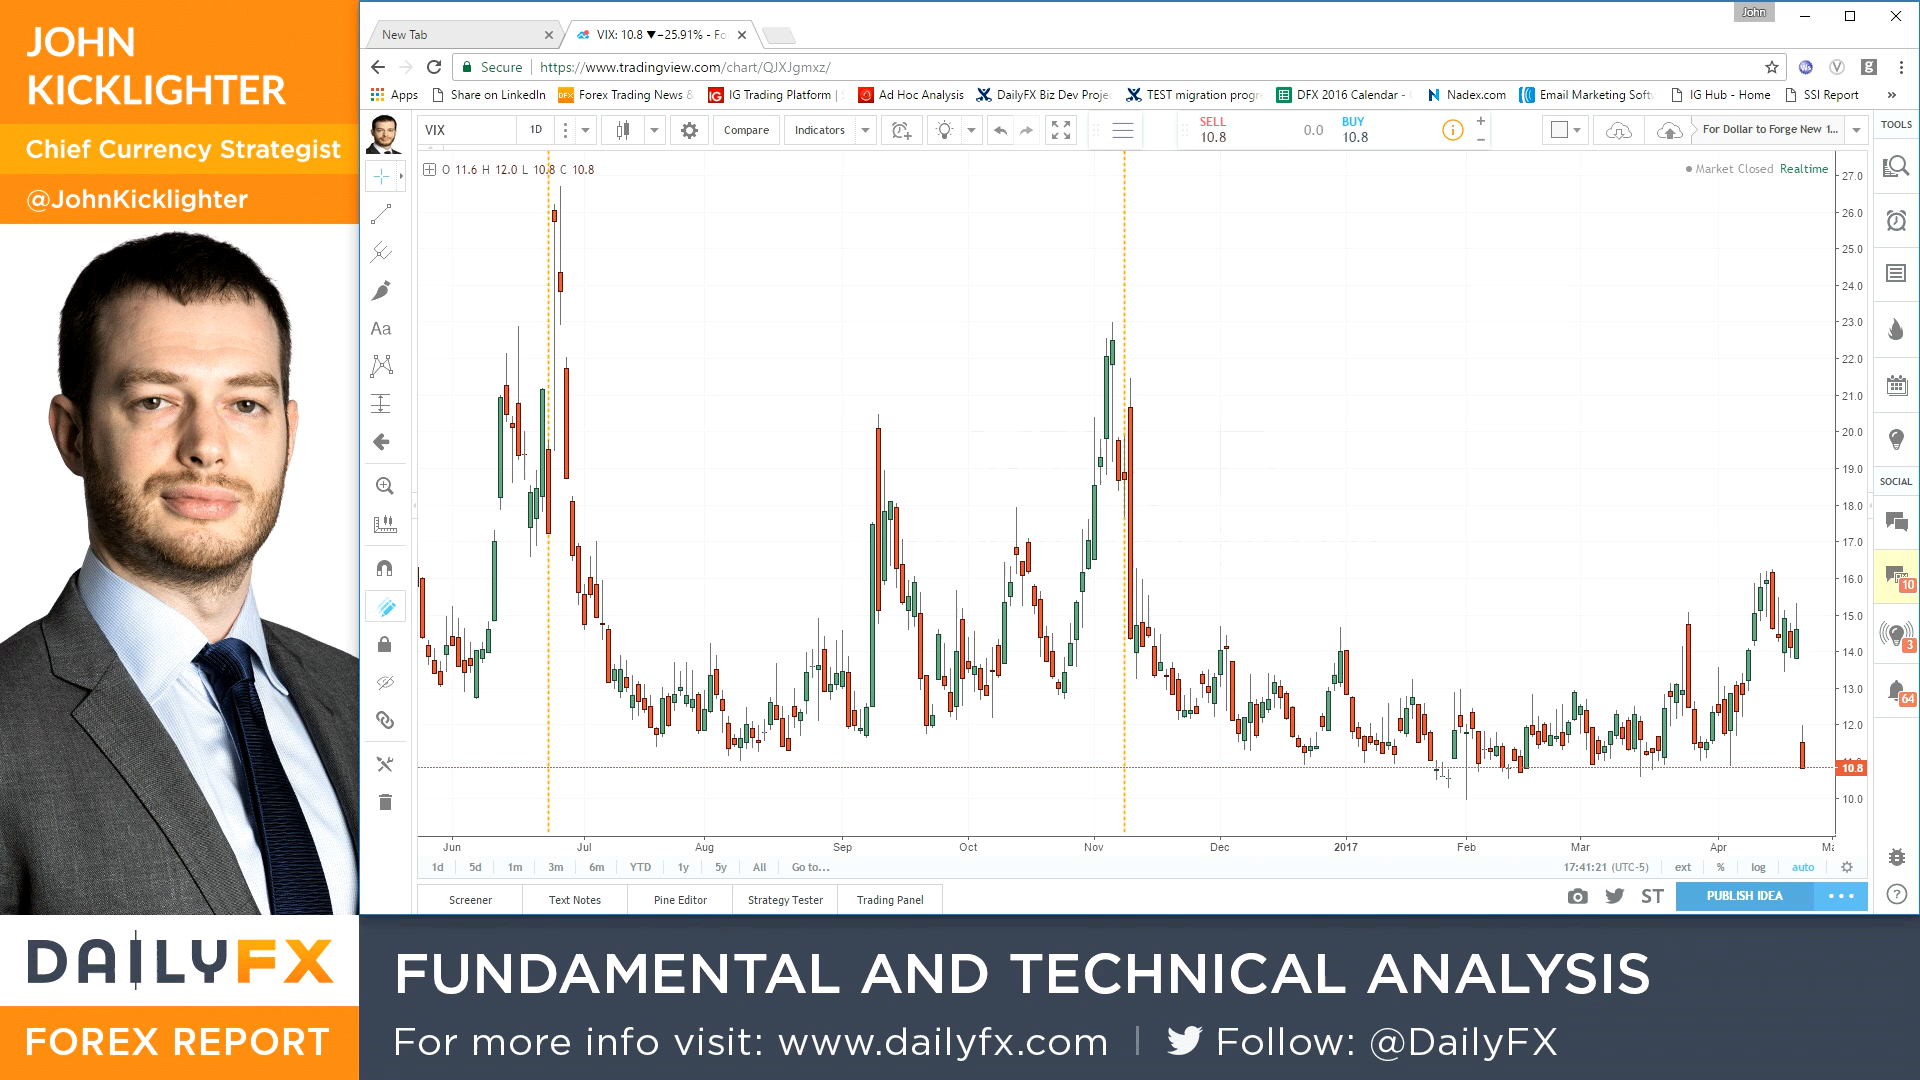 JOHN
KICKLIGHTER
Chief Currency Strategist
@JohnKicklighter
DAILYFX
FOREX REPORT
John
New Tab
VIX: 10.8 ▼−25.91% - Fo
Secure
https://www.tradingview.com/chart/QJXJgmxz/
Apps
Share on LinkedIn
DFX
Forex Trading News &
IG
IG Trading Platform |
Ad Hoc Analysis
DailyFX Biz Dev Proje
TEST migration progr
DFX 2016 Calendar -
Nadex.com
Email Marketing Soft
IG Hub - Home
SSI Report
»
VIX
1D
Compare
Indicators
SELL
10.8
0.0
BUY
10.8
For Dollar to Forge New 1...
TOOLS
O 11.6 H 12.0 L 10.8 C 10.8
Market Closed
Realtime
Aa
27.0
26.0
25.0
24.0
23.0
22.0
21.0
20.0
19.0
18.0
17.0
16.0
15.0
14.0
13.0
12.0
10.8
10.0
SOCIAL
10
3
64
Jun
Jul
Aug
Sep
Oct
Nov
Dec
2017
Feb
Mar
Apr
1d
5d
1m
3m
6m
YTD
1y
5y
All
Go to...
17:41:21 (UTC-5)
ext
%
log
auto
Screener
Text Notes
Pine Editor
Strategy Tester
Trading Panel
ST
PUBLISH IDEA
FUNDAMENTAL AND TECHNICAL ANALYSIS
For more info visit: www.dailyfx.com | Follow: @DailyFX